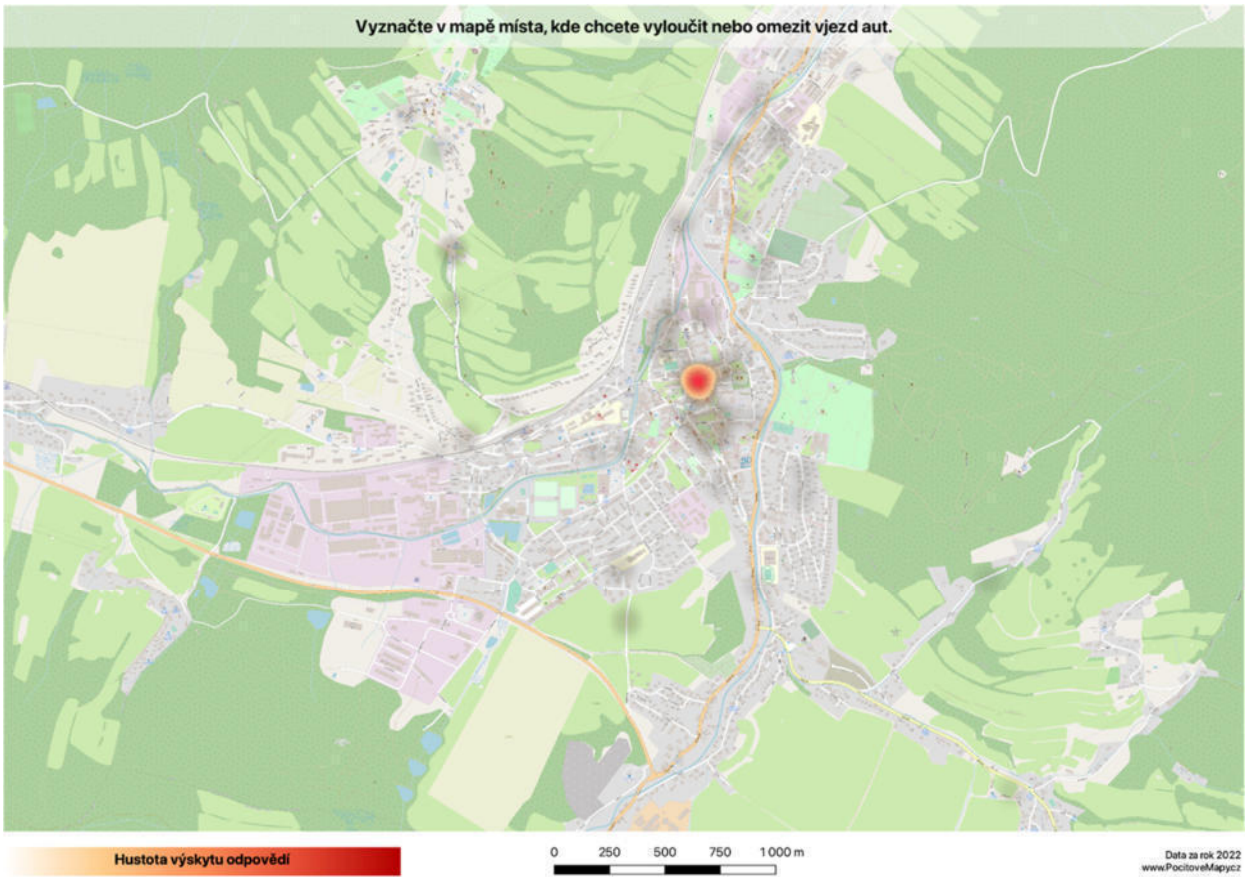 Vyznačte v mapě místa, kde chcete vyloučit nebo omezit vjezd aut.
Hustota výskytu odpovědí
0 250 500 750 1 000 m
Data za rok 2022
www.PocitoveMapy.cz